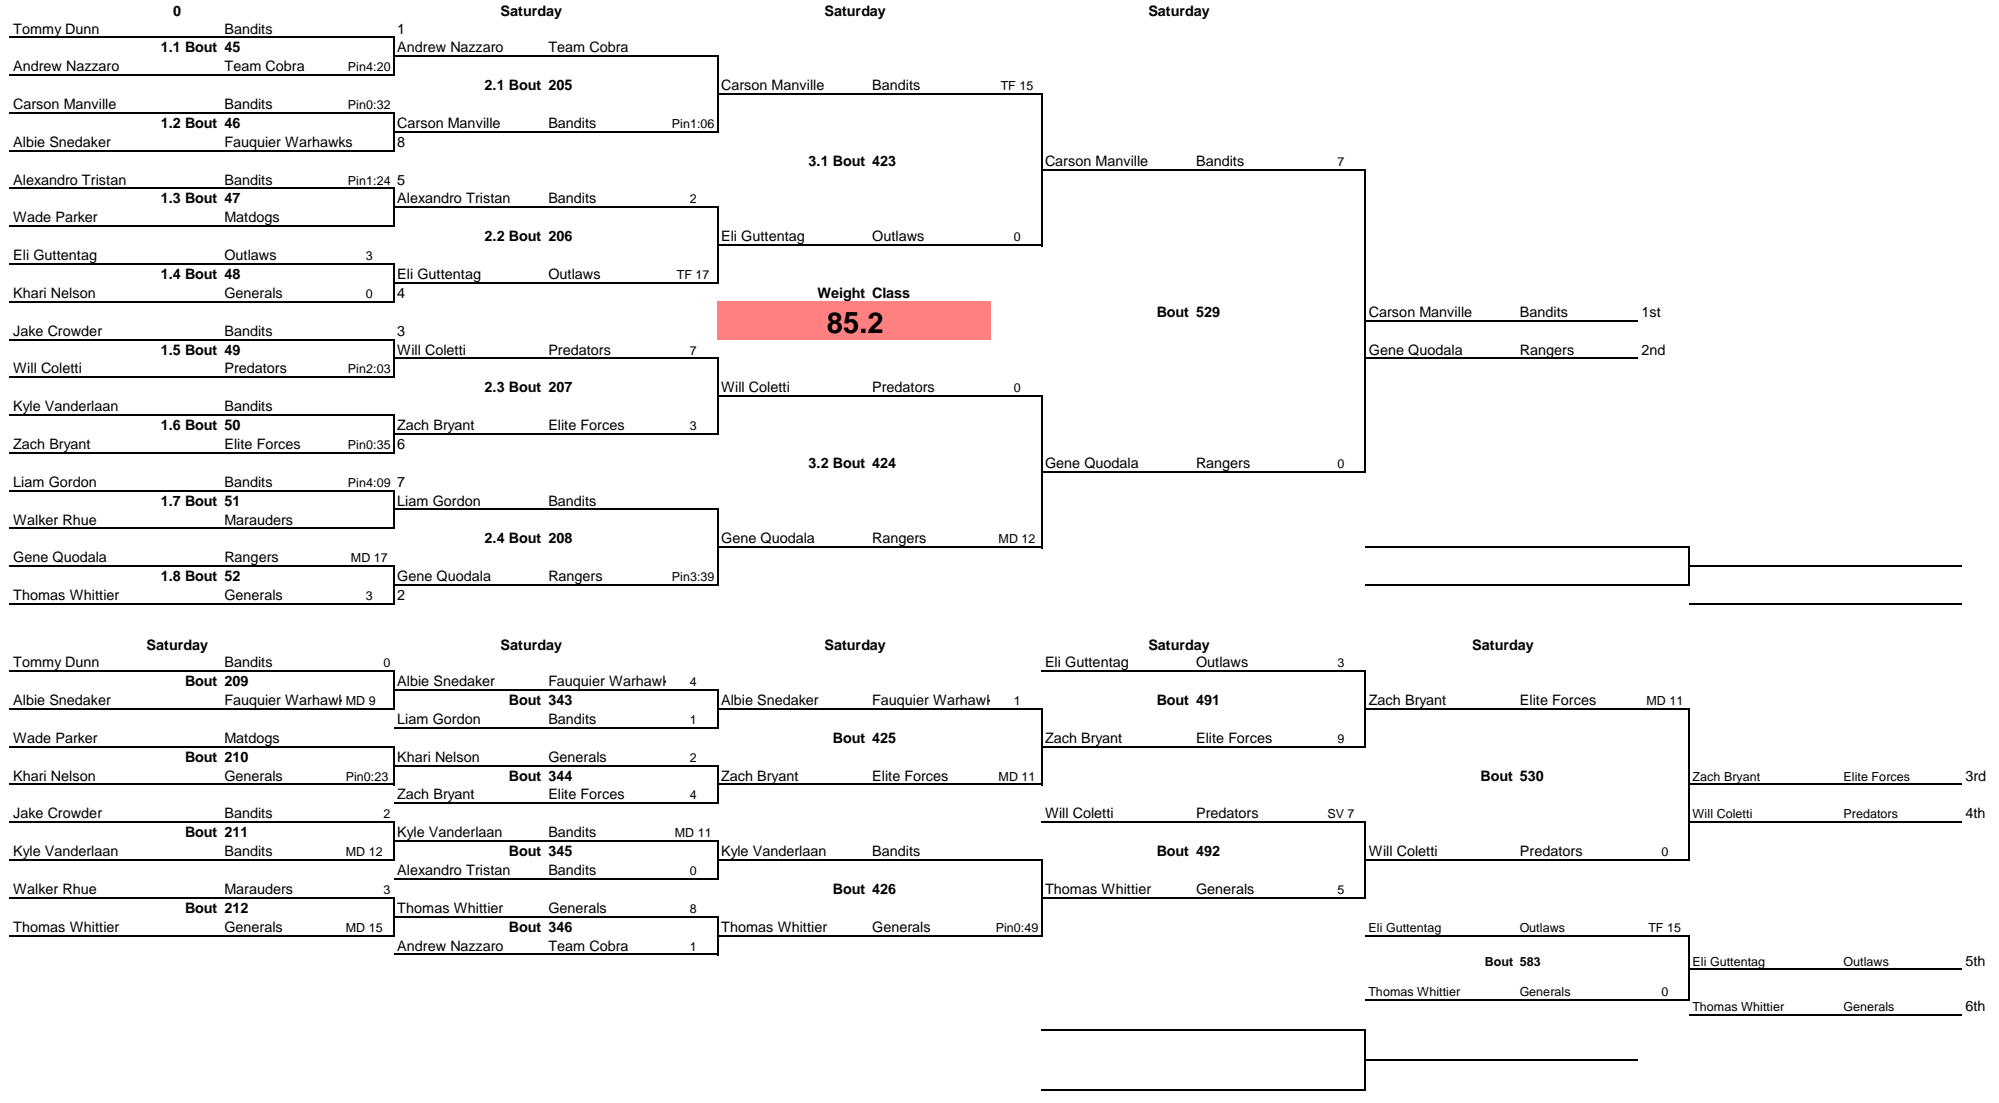 0 Saturday Saturday Saturday
Tommy Dunn Bandits 1
1.1 Bout 45 Andrew Nazzaro Team Cobra
Andrew Nazzaro Team Cobra Pin4:20
2.1 Bout 205 Carson Manville Bandits TF 15
Carson Manville Bandits Pin0:32
1.2 Bout 46 Carson Manville Bandits Pin1:06
Albie Snedaker Fauquier Warhawks 8
3.1 Bout 423 Carson Manville Bandits 7
Alexandro Tristan Bandits Pin1:24 5
1.3 Bout 47 Alexandro Tristan Bandits 2
Wade Parker Matdogs
2.2 Bout 206 Eli Guttentag Outlaws 0
Eli Guttentag Outlaws 3
1.4 Bout 48 Eli Guttentag Outlaws TF 17
Khari Nelson Generals 0 4 Weight Class
Bout 529 Carson Manville Bandits 1st
85.2
Jake Crowder Bandits 3
1.5 Bout 49 Will Coletti Predators 7 Gene Quodala Rangers 2nd
Will Coletti Predators Pin2:03
2.3 Bout 207 Will Coletti Predators 0
Kyle Vanderlaan Bandits
1.6 Bout 50 Zach Bryant Elite Forces 3
Zach Bryant Elite Forces Pin0:35 6
3.2 Bout 424 Gene Quodala Rangers 0
Liam Gordon Bandits Pin4:09 7
1.7 Bout 51 Liam Gordon Bandits
Walker Rhue Marauders
2.4 Bout 208 Gene Quodala Rangers MD 12
Gene Quodala Rangers MD 17
1.8 Bout 52 Gene Quodala Rangers Pin3:39
Thomas Whittier Generals 3 2
Saturday Saturday Saturday Saturday Saturday
Tommy Dunn Bandits 0 Eli Guttentag Outlaws 3
Bout 209 Albie Snedaker Fauquier Warhawk 4
Albie Snedaker Fauquier Warhawk MD 9 Bout 343 Albie Snedaker Fauquier Warhawk 1 Bout 491 Zach Bryant Elite Forces MD 11
Liam Gordon Bandits 1
Wade Parker Matdogs Bout 425 Zach Bryant Elite Forces 9
Bout 210 Khari Nelson Generals 2
Khari Nelson Generals Pin0:23 Bout 344 Zach Bryant Elite Forces MD 11 Bout 530 Zach Bryant Elite Forces 3rd
Zach Bryant Elite Forces 4
Jake Crowder Bandits 2 Will Coletti Predators SV 7 Will Coletti Predators 4th
Bout 211 Kyle Vanderlaan Bandits MD 11
Kyle Vanderlaan Bandits MD 12 Bout 345 Kyle Vanderlaan Bandits Bout 492 Will Coletti Predators 0
Alexandro Tristan Bandits 0
Walker Rhue Marauders 3 Bout 426 Thomas Whittier Generals 5
Bout 212 Thomas Whittier Generals 8
Thomas Whittier Generals MD 15 Bout 346 Thomas Whittier Generals Pin0:49 Eli Guttentag Outlaws TF 15
Andrew Nazzaro Team Cobra 1
Bout 583 Eli Guttentag Outlaws 5th
Thomas Whittier Generals 0
Thomas Whittier Generals 6th